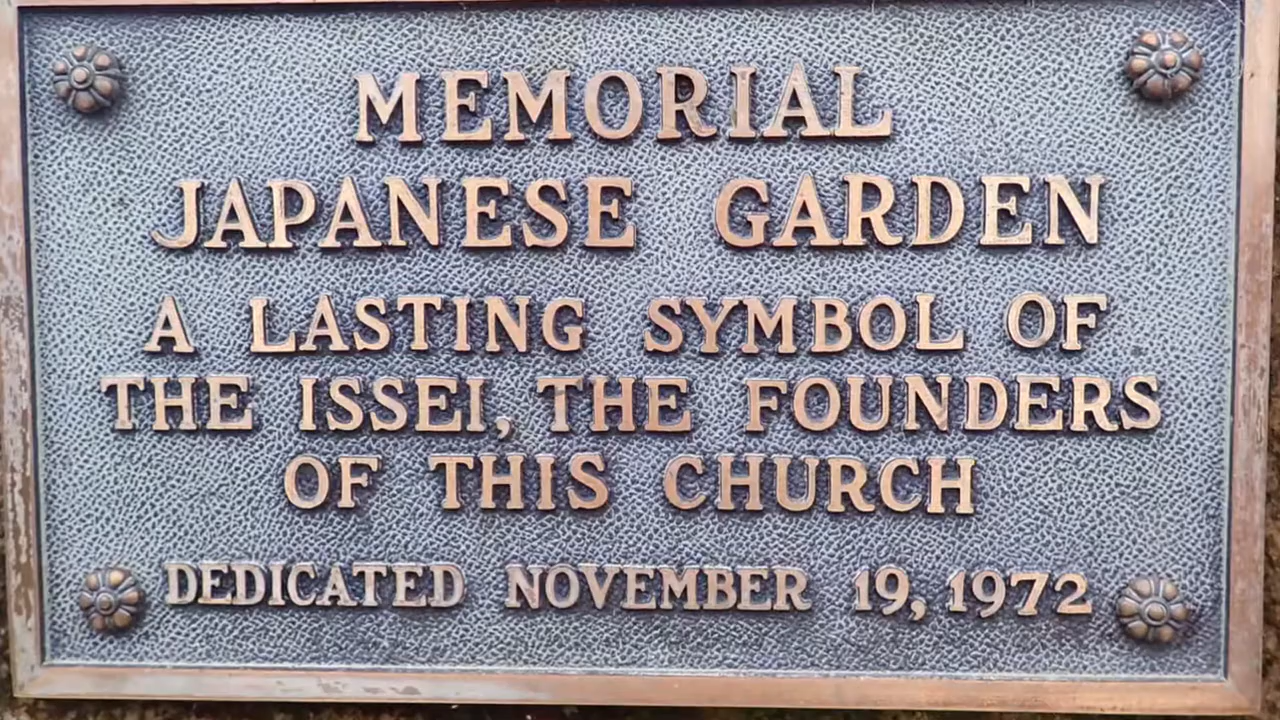 MEMORIAL
JAPANESE GARDEN
A LASTING SYMBOL OF
THE ISSEI, THE FOUNDERS
OF THIS CHURCH
DEDICATED NOVEMBER 19, 1972